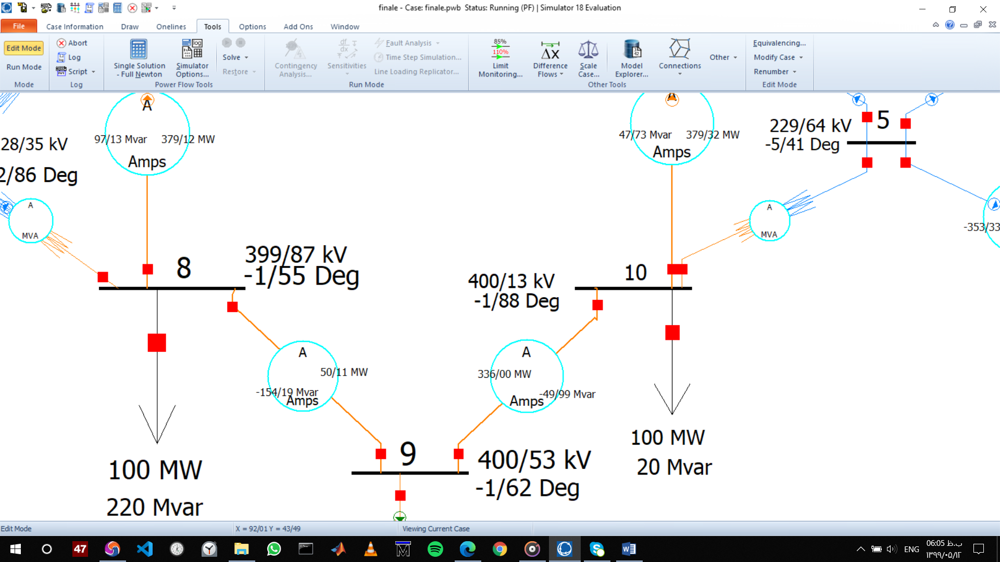 finale - Case: finale.pwb Status: Running (PF) | Simulator 18 Evaluation
File Case Information Draw Onelines Tools Options Add Ons Window
Edit Mode
Run Mode
Mode
Abort
Log
Script
Log
Single Solution - Full Newton
Simulator Options...
Solve
Restore
Power Flow Tools
Contingency Analysis...
Sensitivities
Fault Analysis
Time Step Simulation...
Line Loading Replicator...
Run Mode
85%
110%
Limit Monitoring...
Difference Flows
Scale Case...
Model Explorer...
Connections
Other
Other Tools
Equivalencing...
Modify Case
Renumber
Edit Mode
A
97/13 Mvar 379/12 MW
Amps
28/35 kV
2/86 Deg
A
MVA
8
399/87 kV
-1/55 Deg
100 MW
220 Mvar
A
50/11 MW
-154/19 Mvar
Amps
9
400/53 kV
-1/62 Deg
A
336/00 MW
-49/99 Mvar
Amps
400/13 kV
-1/88 Deg
10
100 MW
20 Mvar
A
47/73 Mvar 379/32 MW
Amps
229/64 kV
-5/41 Deg
5
A
MVA
-353/33
Edit Mode X = 92/01 Y = 43/49 Viewing Current Case
47
ENG
06:05 ب.ظ
۱۳۹۹/۰۵/۱۲